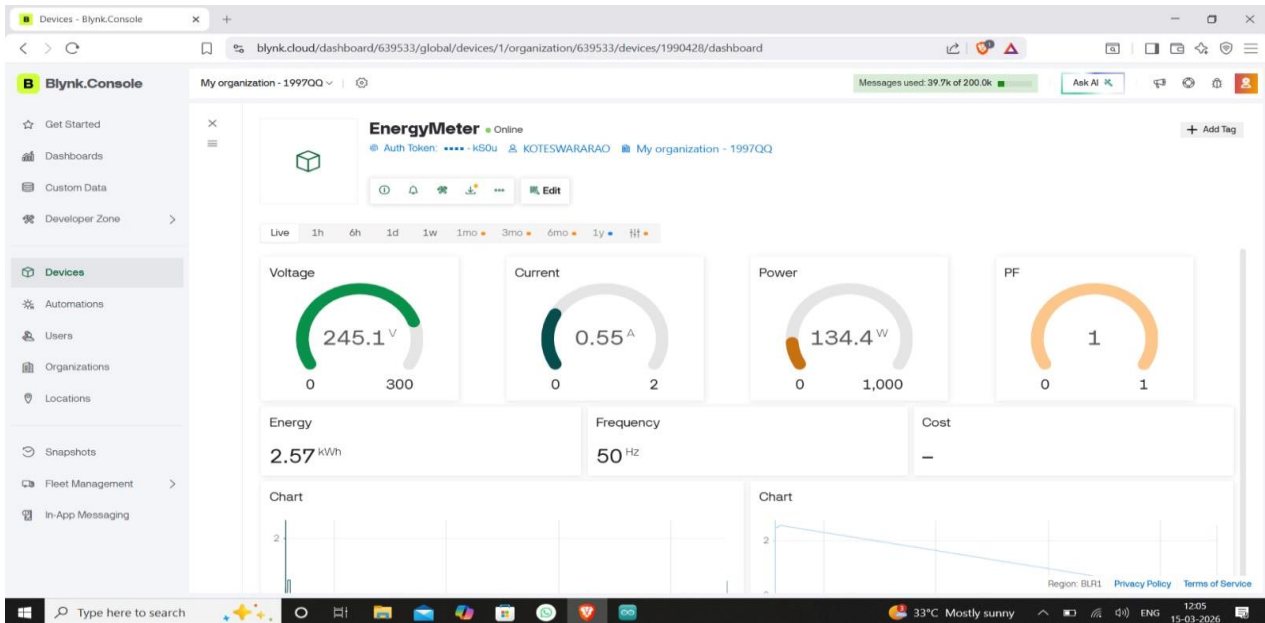 Devices - Blynk.Console
blynk.cloud/dashboard/639533/global/devices/1/organization/639533/devices/1990428/dashboard
B Blynk.Console
My organization - 1997QQ
Messages used: 39.7k of 200.0k
Ask AI
Get Started
Dashboards
Custom Data
Developer Zone
Devices
Automations
Users
Organizations
Locations
Snapshots
Fleet Management
In-App Messaging
EnergyMeter Online
+ Add Tag
Auth Token: •••• - kS0u KOTESWARARAO My organization - 1997QQ
Edit
Live 1h 6h 1d 1w 1mo 3mo 6mo 1y
Voltage
245.1 V
0 300
Current
0.55 A
0 2
Power
134.4 W
0 1,000
PF
1
0 1
Energy
2.57 kWh
Frequency
50 Hz
Cost
–
Chart
2
Chart
2
Region: BLR1 Privacy Policy Terms of Service
Type here to search
33°C Mostly sunny
ENG
12:05
15-03-2026